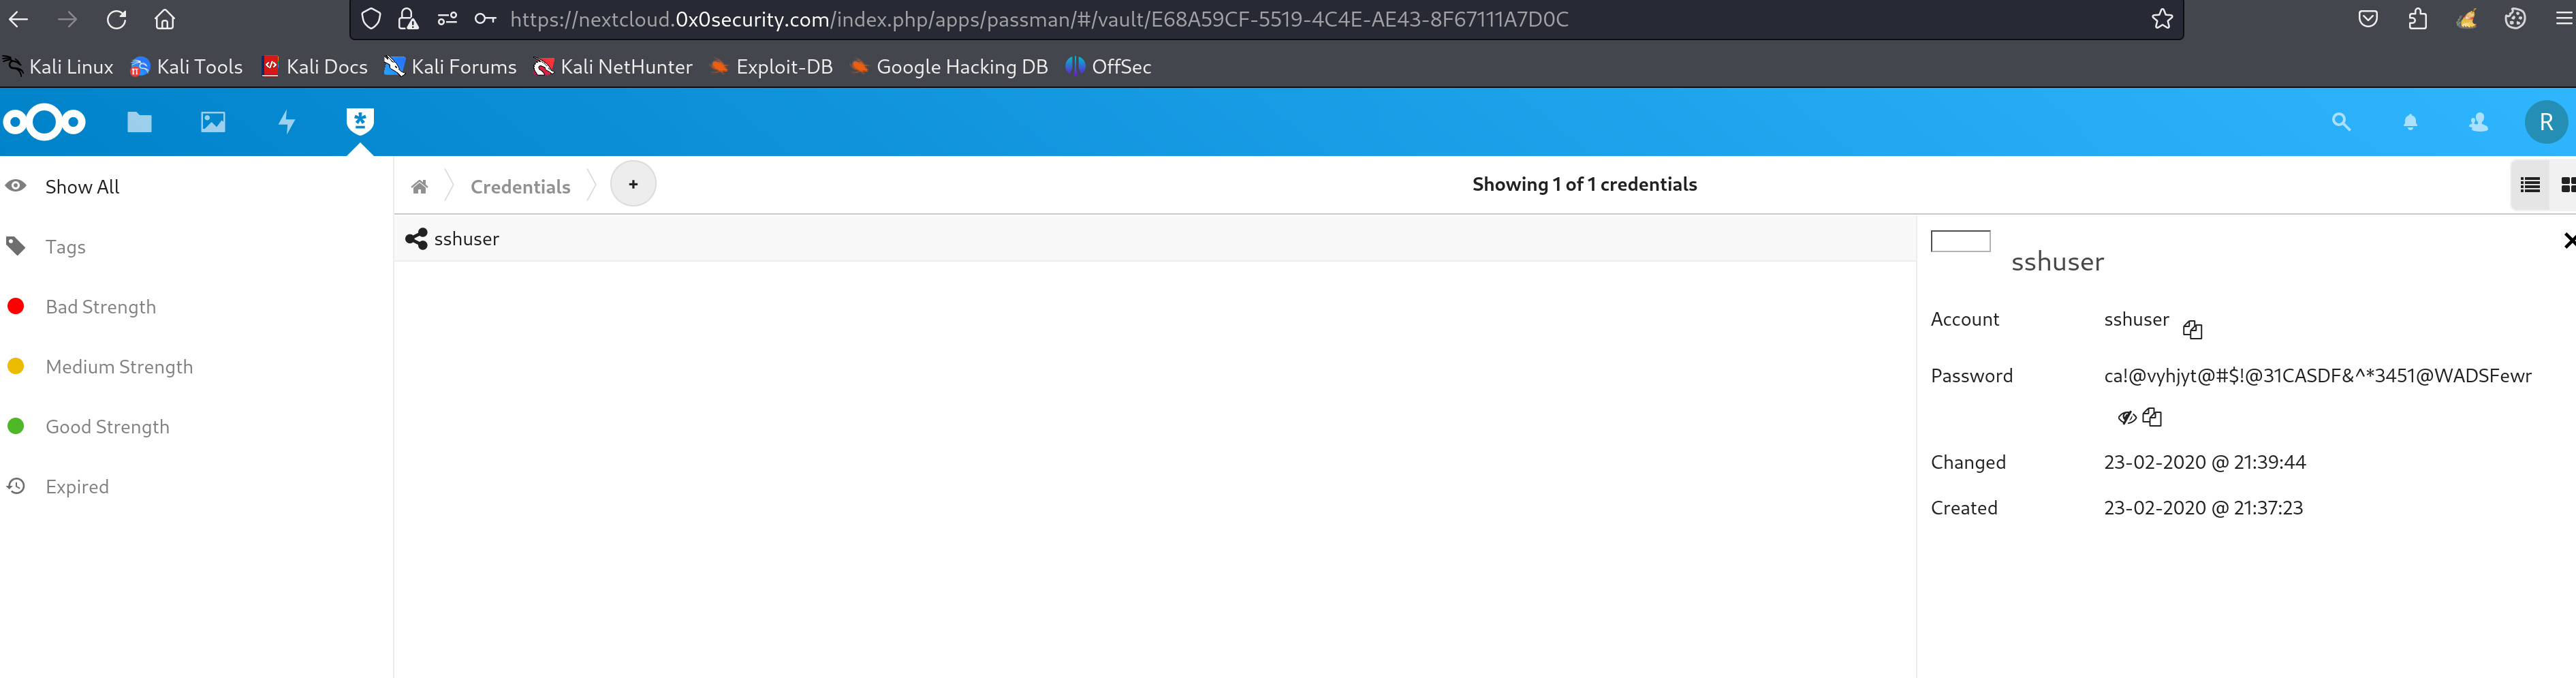 https://nextcloud.0x0security.com/index.php/apps/passman/#/vault/E68A59CF-5519-4C4E-AE43-8F67111A7D0C
Kali Linux Kali Tools Kali Docs Kali Forums Kali NetHunter Exploit-DB Google Hacking DB OffSec
R
Show All
Credentials + Showing 1 of 1 credentials
sshuser
Tags
Bad Strength
Medium Strength
Good Strength
Expired
sshuser
Account sshuser
Password ca!@vyhjyt@#$!@31CASDF&^*3451@WADSFewr
Changed 23-02-2020 @ 21:39:44
Created 23-02-2020 @ 21:37:23